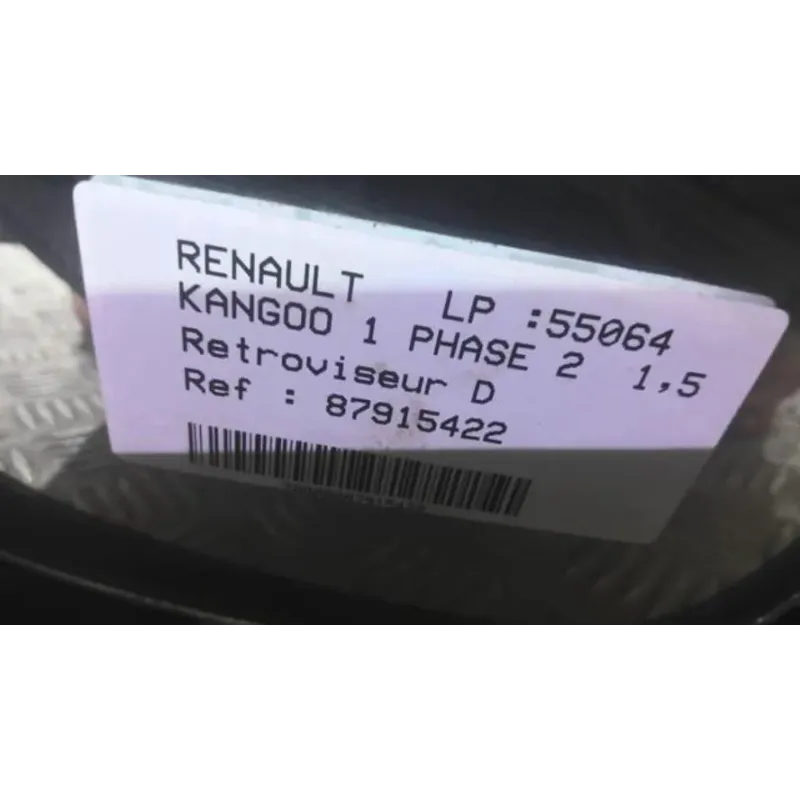 RENAULT LP :55064
KANGOO 1 PHASE 2 1,5
Retroviseur D
Ref : 87915422